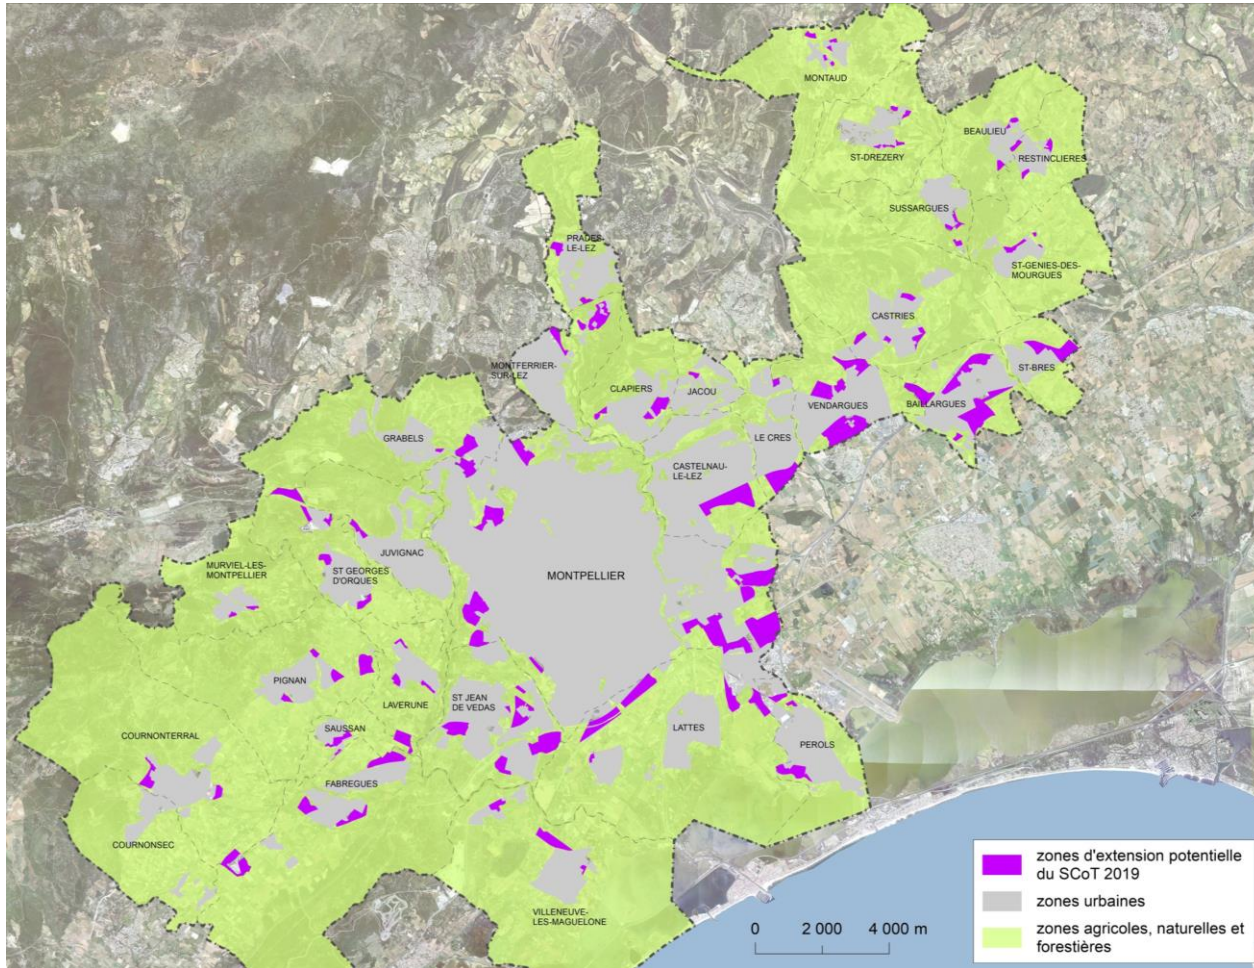 MONTAUD
BEAULIEU
ST-DREZERY
RESTINCLIERES
SUSSARGUES
PRADES-
LE-LEZ
ST-GENIES-DES-
MOURGUES
CASTRIES
MONTFERRIER-
SUR-LEZ
ST-BRES
CLAPIERS
JACOU
VENDARGUES
BAILLARGUES
GRABELS
LE CRES
CASTELNAU-
LE-LEZ
JUVIGNAC
MURVIEL-LES-
MONTPELLIER
ST GEORGES
D'ORQUES
MONTPELLIER
PIGNAN
LAVERUNE
ST JEAN
DE VEDAS
SAUSSAN
LATTES
COURNONTERRAL
PEROLS
FABREGUES
COURNONSEC
VILLENEUVE-
LES-MAGUELONE
zones d'extension potentielle
du SCoT 2019
zones urbaines
zones agricoles, naturelles et
forestières
0 2 000 4 000 m